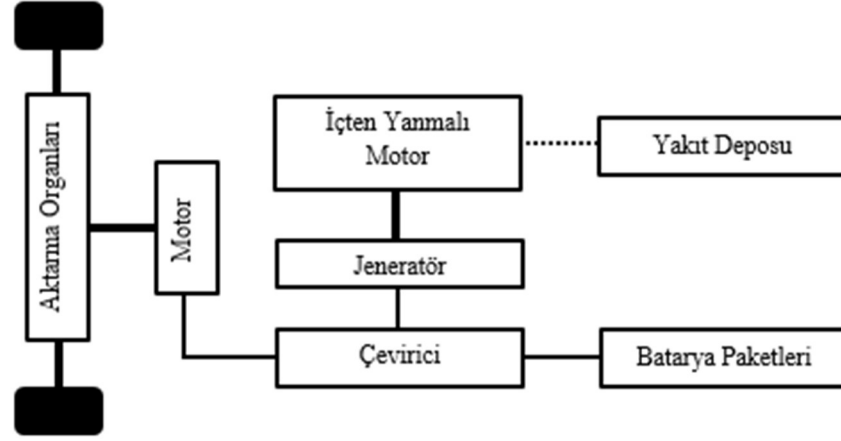 Aktarma Organları
Motor
İçten Yanmalı
Motor
Yakıt Deposu
Jeneratör
Çevirici
Batarya Paketleri